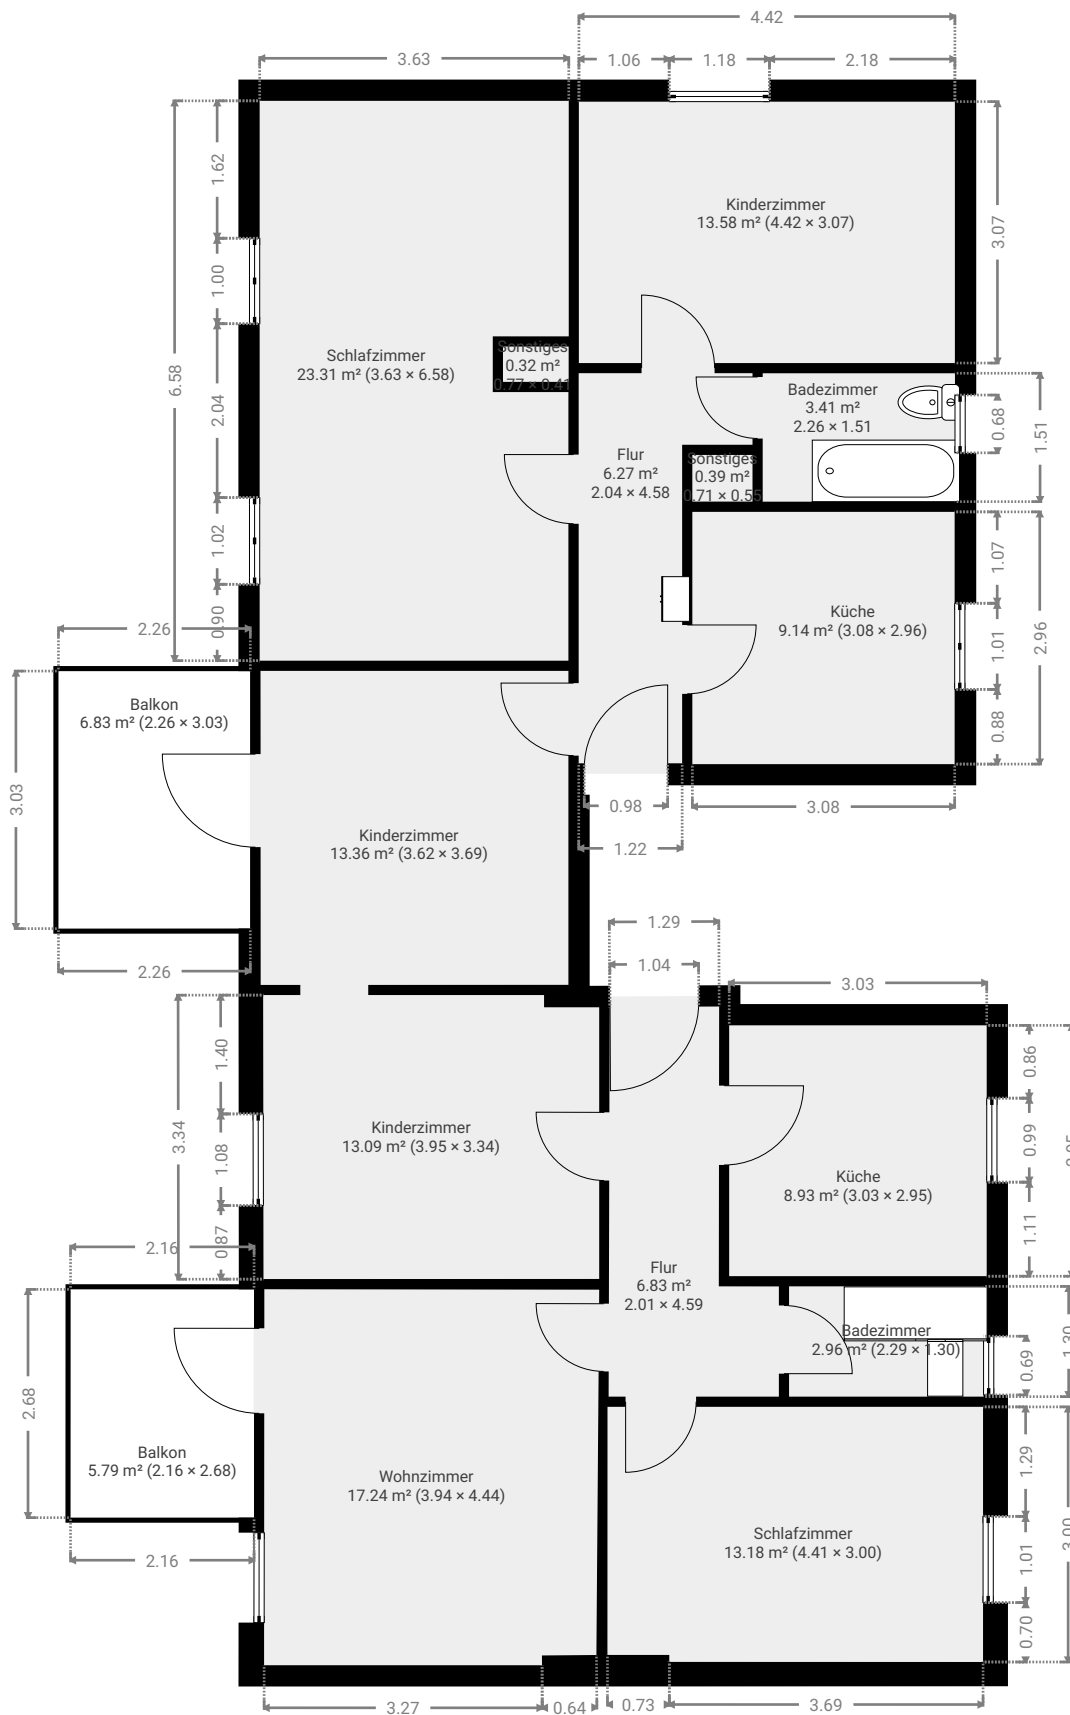 4.42
3.63
1.06
1.18
2.18
1.62
Kinderzimmer
13.58 m² (4.42 × 3.07)
3.07
1.00
6.58
2.04
Schlafzimmer
23.31 m² (3.63 × 6.58)
Sonstiges
0.32 m²
0.77 × 0.41
Badezimmer
3.41 m²
2.26 × 1.51
0.68
1.51
Flur
6.27 m²
2.04 × 4.58
Sonstiges
0.39 m²
0.71 × 0.55
1.02
1.07
0.90
Küche
9.14 m² (3.08 × 2.96)
1.01
2.96
0.88
2.26
Balkon
6.83 m² (2.26 × 3.03)
3.03
0.98
3.08
1.22
Kinderzimmer
13.36 m² (3.62 × 3.69)
2.26
1.29
1.04
3.03
1.40
0.86
3.34
1.08
Kinderzimmer
13.09 m² (3.95 × 3.34)
0.99
Küche
8.93 m² (3.03 × 2.95)
1.11
0.87
2.16
Flur
6.83 m²
2.01 × 4.59
Badezimmer
2.96 m² (2.29 × 1.30)
0.69
1.30
2.68
Balkon
5.79 m² (2.16 × 2.68)
Wohnzimmer
17.24 m² (3.94 × 4.44)
1.29
Schlafzimmer
13.18 m² (4.41 × 3.00)
1.01
3.00
2.16
0.70
3.27
0.64
0.73
3.69